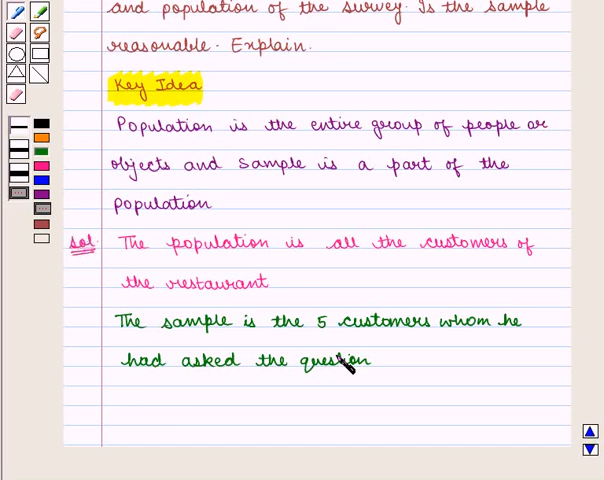 and population of the survey. Is the sample
reasonable. Explain.
Key Idea
Population is the entire group of people or
objects and sample is a part of the
population
Sol. The population is all the customers of
the restaurant
The sample is the 5 customers whom he
had asked the question